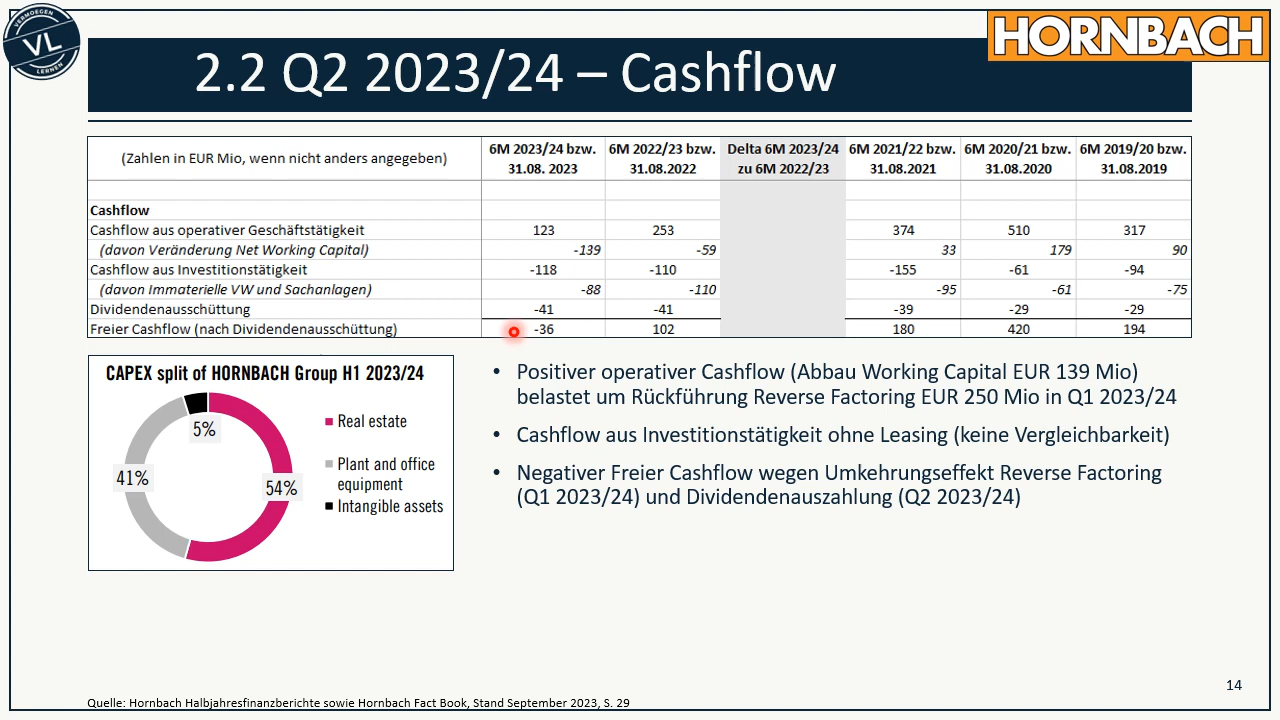 VERMOEGEN
VL
LERNEN
HORNBACH
2.2 Q2 2023/24 – Cashflow
(Zahlen in EUR Mio, wenn nicht anders angegeben) 6M 2023/24 bzw. 31.08. 2023 6M 2022/23 bzw. 31.08.2022 Delta 6M 2023/24 zu 6M 2022/23 6M 2021/22 bzw. 31.08.2021 6M 2020/21 bzw. 31.08.2020 6M 2019/20 bzw. 31.08.2019
Cashflow
Cashflow aus operativer Geschäftstätigkeit 123 253 374 510 317
(davon Veränderung Net Working Capital) -139 -59 33 179 90
Cashflow aus Investitionstätigkeit -118 -110 -155 -61 -94
(davon Immaterielle VW und Sachanlagen) -88 -110 -95 -61 -75
Dividendenausschüttung -41 -41 -39 -29 -29
Freier Cashflow (nach Dividendenausschüttung) -36 102 180 420 194
CAPEX split of HORNBACH Group H1 2023/24
5%
41%
54%
Real estate
Plant and office
equipment
Intangible assets
• Positiver operativer Cashflow (Abbau Working Capital EUR 139 Mio)
belastet um Rückführung Reverse Factoring EUR 250 Mio in Q1 2023/24
• Cashflow aus Investitionstätigkeit ohne Leasing (keine Vergleichbarkeit)
• Negativer Freier Cashflow wegen Umkehrungseffekt Reverse Factoring
(Q1 2023/24) und Dividendenauszahlung (Q2 2023/24)
14
Quelle: Hornbach Halbjahresfinanzberichte sowie Hornbach Fact Book, Stand September 2023, S. 29